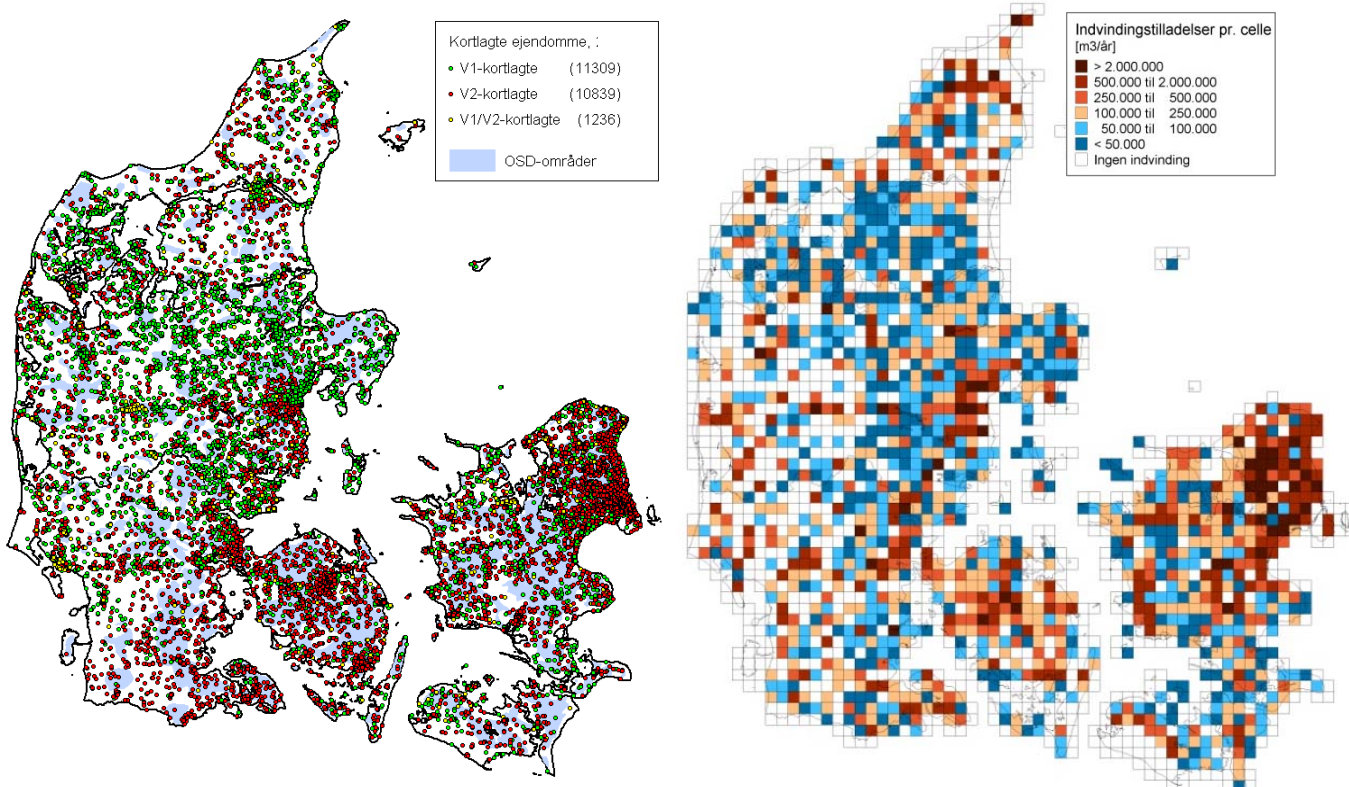 Kortlagte ejendomme, :
V1-kortlagte (11309)
V2-kortlagte (10839)
V1/V2-kortlagte (1236)
OSD-områder
Indvindingstilladelser pr. celle
[m3/år]
> 2.000.000
500.000 til 2.000.000
250.000 til 500.000
100.000 til 250.000
50.000 til 100.000
< 50.000
Ingen indvinding